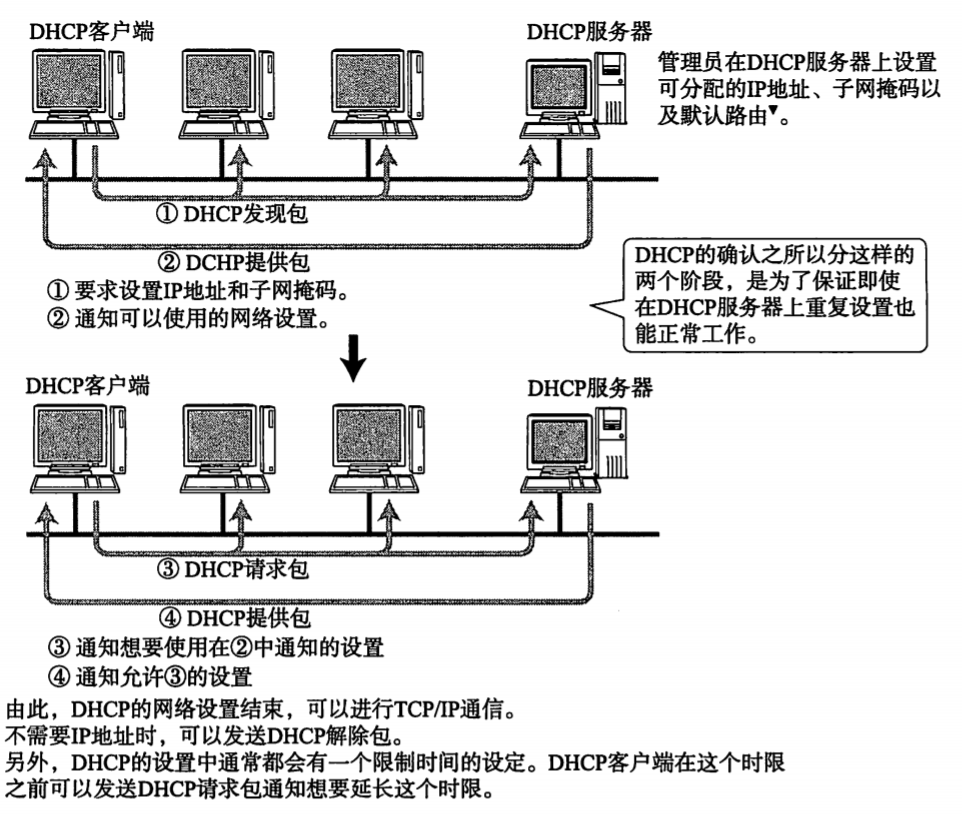 DHCP客户端
DHCP服务器
管理员在DHCP服务器上设置
可分配的IP地址、子网掩码以
及默认路由▼。
① DHCP发现包
② DCHP提供包
① 要求设置IP地址和子网掩码。
② 通知可以使用的网络设置。
DHCP的确认之所以分这样的
两个阶段，是为了保证即使
在DHCP服务器上重复设置也
能正常工作。
DHCP客户端
DHCP服务器
③ DHCP请求包
④ DHCP提供包
③ 通知想要使用在②中通知的设置
④ 通知允许③的设置
由此，DHCP的网络设置结束，可以进行TCP/IP通信。
不需要IP地址时，可以发送DHCP解除包。
另外，DHCP的设置中通常都会有一个限制时间的设定。DHCP客户端在这个时限
之前可以发送DHCP请求包通知想要延长这个时限。